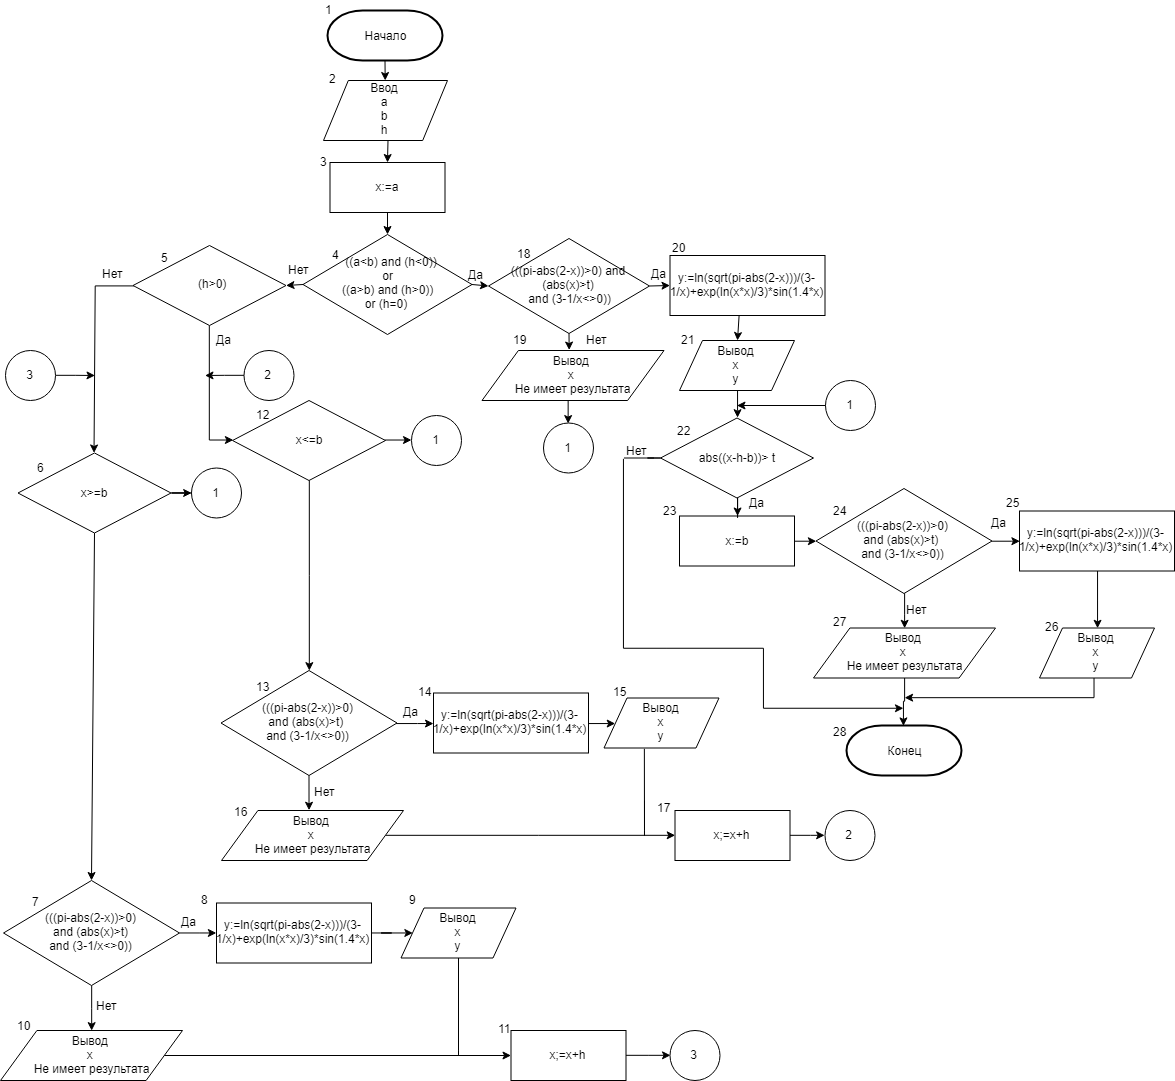 1
Начало
2
Ввод
a
b
h
3
x:=a
4
((a<b) and (h<0))
or
((a>b) and (h>0))
or (h=0)
Нет
Да
5
(h>0)
Нет
Да
18
(((pi-abs(2-x))>0) and
(abs(x)>t)
and (3-1/x<>0))
Да
Нет
20
y:=ln(sqrt(pi-abs(2-x)))/(3-
1/x)+exp(ln(x*x)/3)*sin(1.4*x)
19
Вывод
x
Не имеет результата
1
21
Вывод
x
y
1
3
2
12
x<=b
1
6
x>=b
1
22
abs((x-h-b))> t
Нет
Да
23
x:=b
24
(((pi-abs(2-x))>0)
and (abs(x)>t)
and (3-1/x<>0))
Да
Нет
25
y:=ln(sqrt(pi-abs(2-x)))/(3-
1/x)+exp(ln(x*x)/3)*sin(1.4*x)
27
Вывод
x
Не имеет результата
26
Вывод
x
y
28
Конец
13
(((pi-abs(2-x))>0)
and (abs(x)>t)
and (3-1/x<>0))
Да
Нет
14
y:=ln(sqrt(pi-abs(2-x)))/(3-
1/x)+exp(ln(x*x)/3)*sin(1.4*x)
15
Вывод
x
y
16
Вывод
x
Не имеет результата
17
x;=x+h
2
7
(((pi-abs(2-x))>0)
and (abs(x)>t)
and (3-1/x<>0))
Да
Нет
8
y:=ln(sqrt(pi-abs(2-x)))/(3-
1/x)+exp(ln(x*x)/3)*sin(1.4*x)
9
Вывод
x
y
10
Вывод
x
Не имеет результата
11
x;=x+h
3